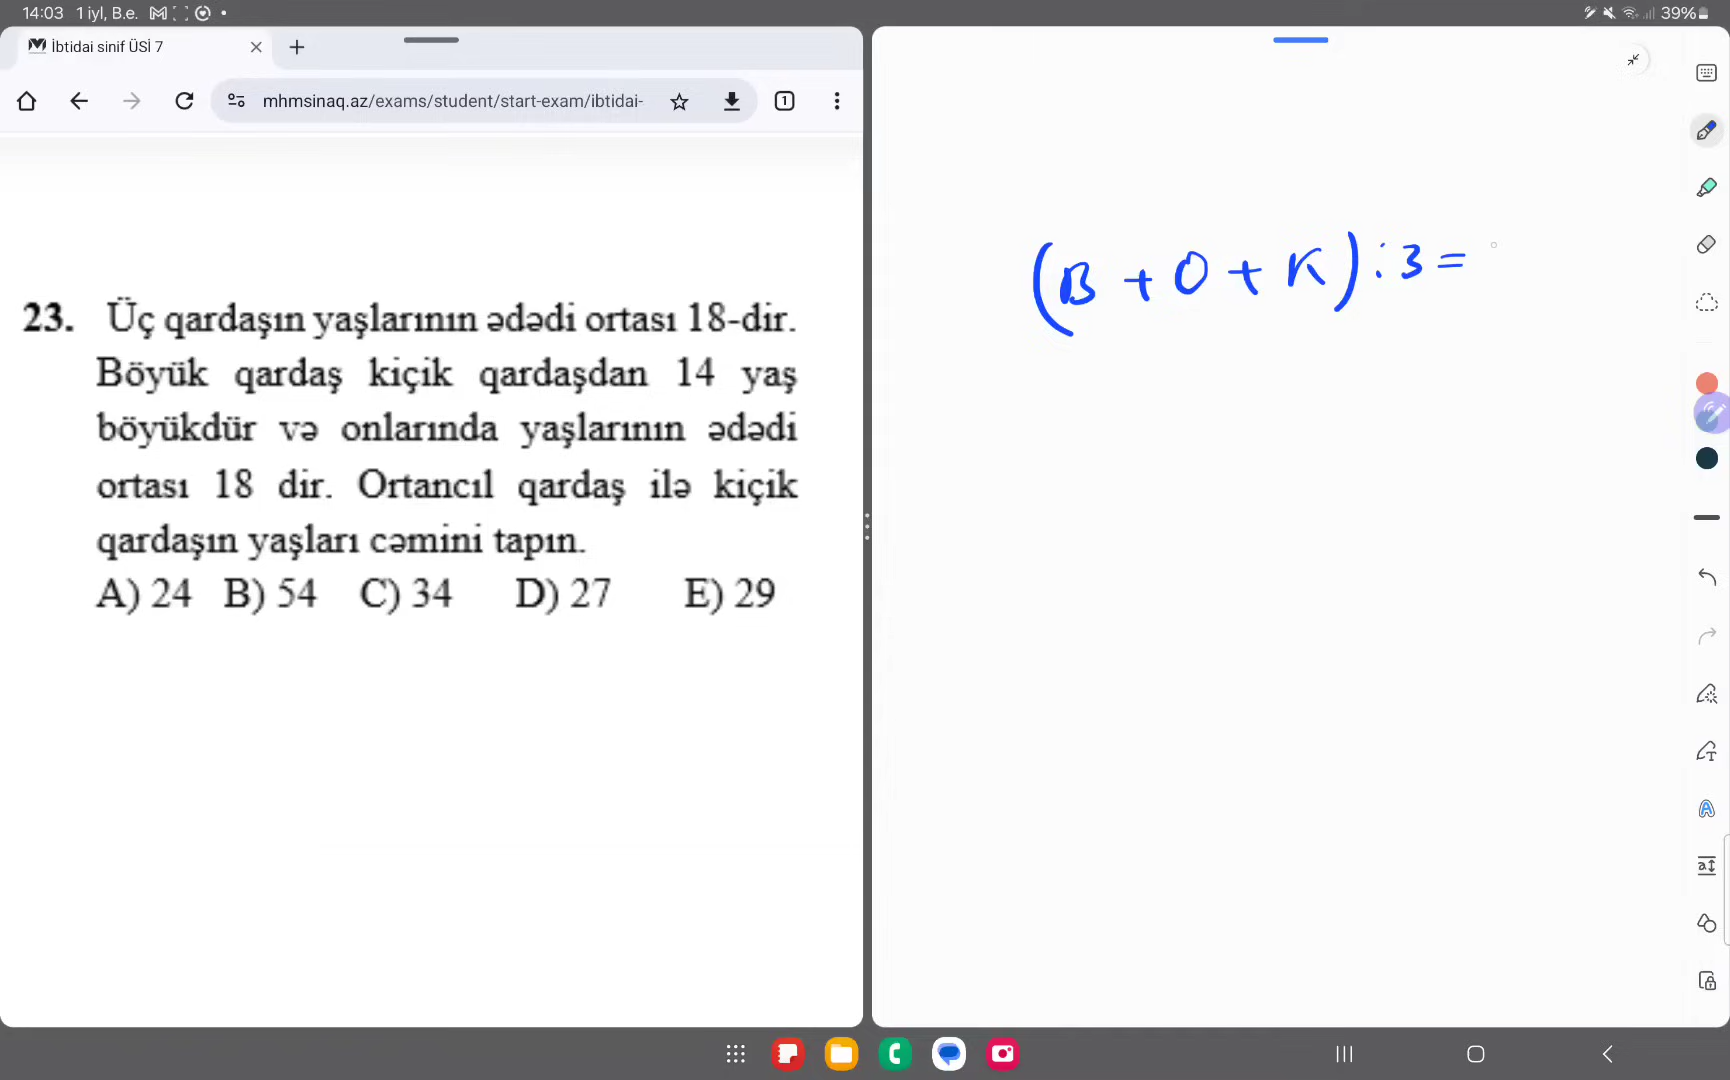 14:03 1 iyl, B.e. 39%
İbtidai sinif ÜSİ 7
mhmsinaq.az/exams/student/start-exam/ibtidai-
1
23. Üç qardaşın yaşlarının ədədi ortası 18-dir.
Böyük qardaş kiçik qardaşdan 14 yaş
böyükdür və onlarında yaşlarının ədədi
ortası 18 dir. Ortancıl qardaş ilə kiçik
qardaşın yaşları cəmini tapın.
A) 24 B) 54 C) 34 D) 27 E) 29
(B + O + K) : 3 =